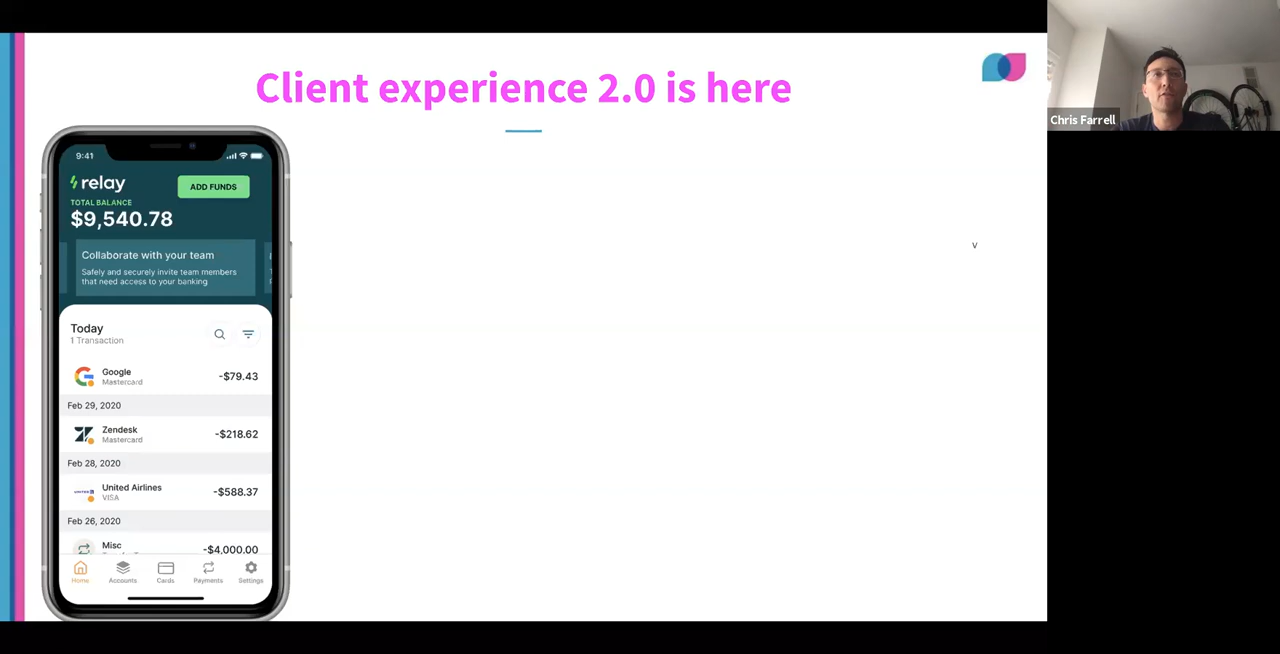 Client experience 2.0 is here
Chris Farrell
9:41
relay
ADD FUNDS
TOTAL BALANCE
$9,540.78
Collaborate with your team
Safely and securely invite team members
that need access to your banking
Today
1 Transaction
Google
Mastercard
-$79.43
Feb 29, 2020
Zendesk
Mastercard
-$218.62
Feb 28, 2020
United Airlines
VISA
-$588.37
Feb 26, 2020
Misc
-$4,000.00
Home
Accounts
Cards
Payments
Settings
v